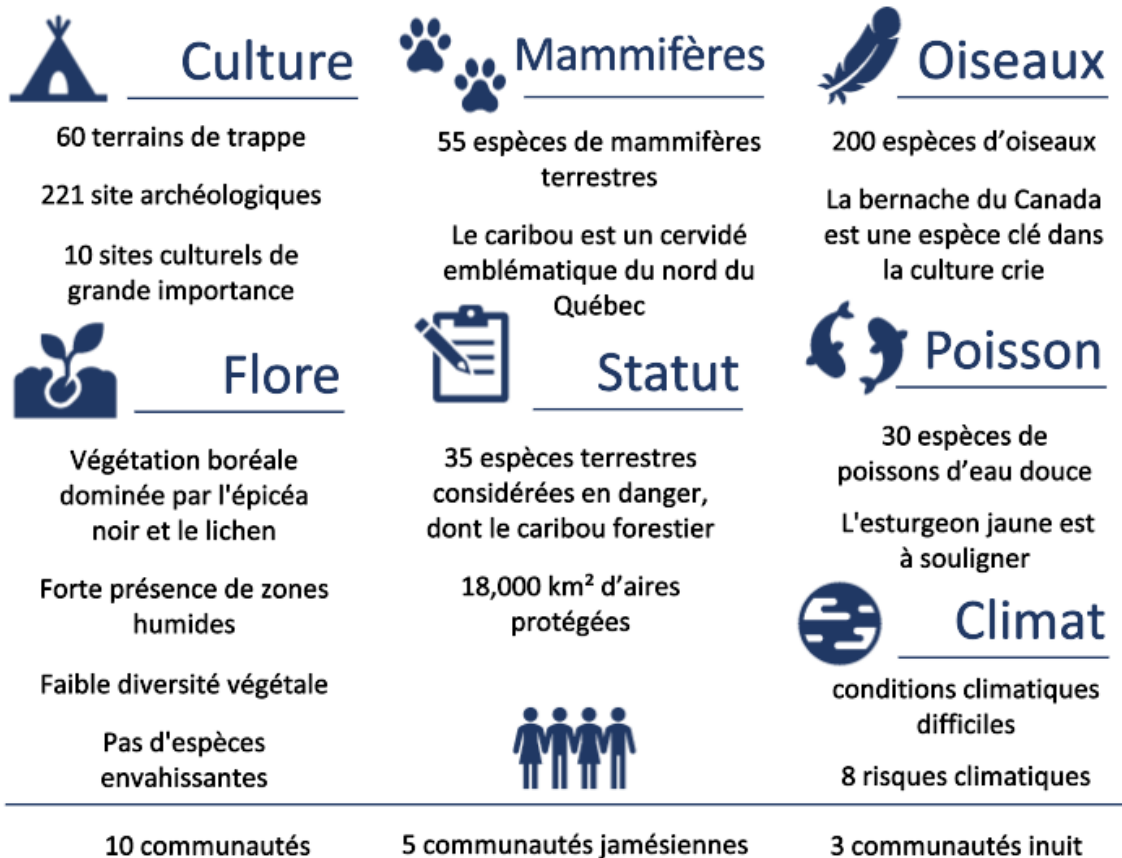 Culture
60 terrains de trappe
221 site archéologiques
10 sites culturels de
grande importance
Mammifères
55 espèces de mammifères
terrestres
Le caribou est un cervidé
emblématique du nord du
Québec
Oiseaux
200 espèces d'oiseaux
La bernache du Canada
est une espèce clé dans
la culture crie
Flore
Végétation boréale
dominée par l'épicéa
noir et le lichen
Forte présence de zones
humides
Faible diversité végétale
Pas d'espèces
envahissantes
Statut
35 espèces terrestres
considérées en danger,
dont le caribou forestier
18,000 km² d'aires
protégées
Poisson
30 espèces de
poissons d'eau douce
L'esturgeon jaune est
à souligner
Climat
conditions climatiques
difficiles
8 risques climatiques
10 communautés
5 communautés jamésiennes
3 communautés inuit